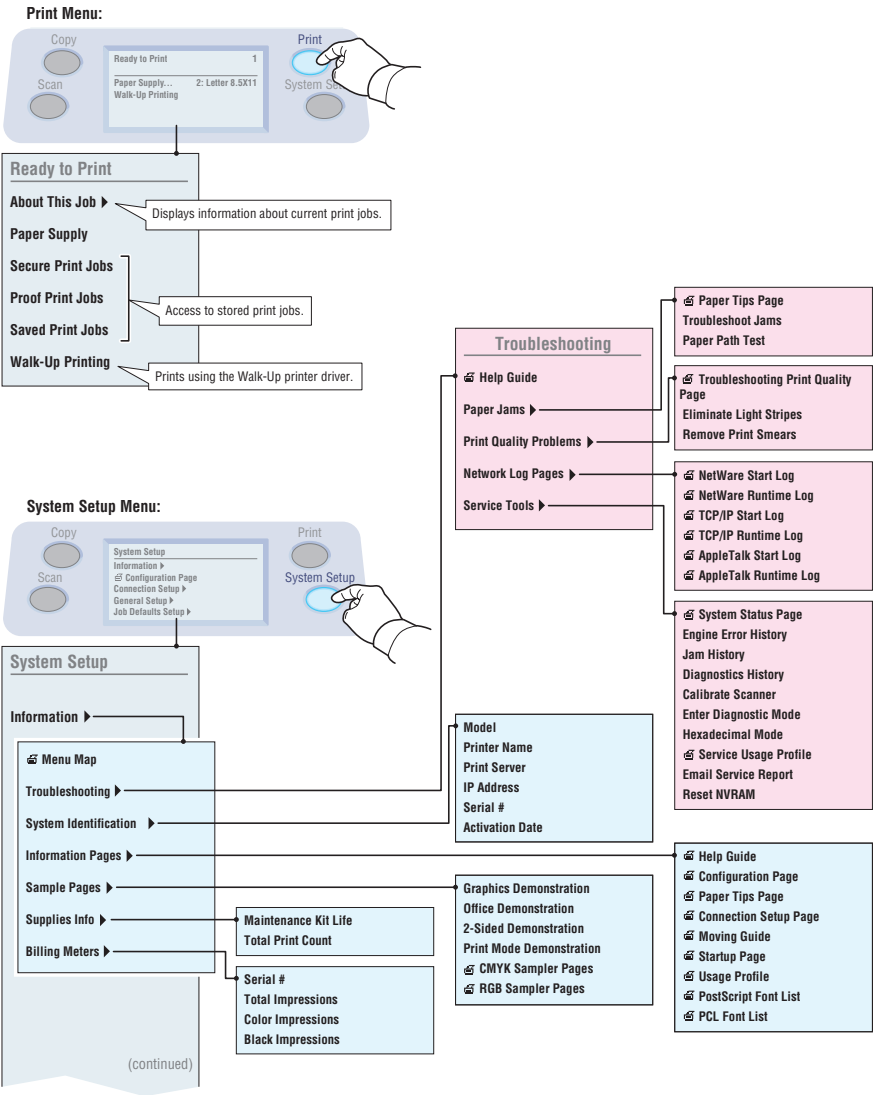 Print Menu:
Copy
Print
Ready to Print 1
Scan
Paper Supply... 2: Letter 8.5X11
Walk-Up Printing
Ready to Print
About This Job
Displays information about current print jobs.
Paper Supply
Secure Print Jobs
Proof Print Jobs
Access to stored print jobs.
Saved Print Jobs
Walk-Up Printing
Prints using the Walk-Up printer driver.
System Setup Menu:
Copy
Print
System Setup
Information
Configuration Page
Connection Setup
General Setup
Job Defaults Setup
Scan
System Setup
System Setup
Information
Menu Map
Troubleshooting
System Identification
Information Pages
Sample Pages
Supplies Info
Billing Meters
(continued)
Maintenance Kit Life
Total Print Count
Serial #
Total Impressions
Color Impressions
Black Impressions
Troubleshooting
Help Guide
Paper Jams
Print Quality Problems
Network Log Pages
Service Tools
Model
Printer Name
Print Server
IP Address
Serial #
Activation Date
Graphics Demonstration
Office Demonstration
2-Sided Demonstration
Print Mode Demonstration
CMYK Sampler Pages
RGB Sampler Pages
Paper Tips Page
Troubleshoot Jams
Paper Path Test
Troubleshooting Print Quality
Page
Eliminate Light Stripes
Remove Print Smears
NetWare Start Log
NetWare Runtime Log
TCP/IP Start Log
TCP/IP Runtime Log
AppleTalk Start Log
AppleTalk Runtime Log
System Status Page
Engine Error History
Jam History
Diagnostics History
Calibrate Scanner
Enter Diagnostic Mode
Hexadecimal Mode
Service Usage Profile
Email Service Report
Reset NVRAM
Help Guide
Configuration Page
Paper Tips Page
Connection Setup Page
Moving Guide
Startup Page
Usage Profile
PostScript Font List
PCL Font List